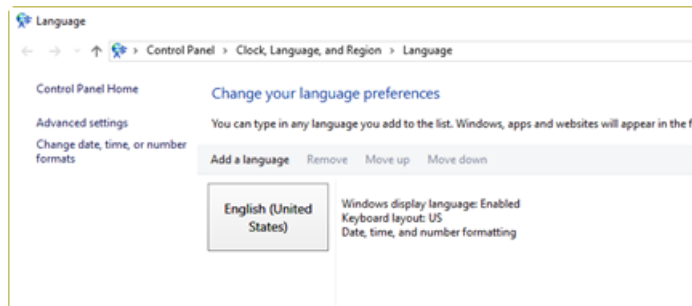 Language
Control Panel > Clock, Language, and Region > Language
Control Panel Home
Change your language preferences
Advanced settings
You can type in any language you add to the list. Windows, apps and websites will appear in the
Change date, time, or number
formats
Add a language Remove Move up Move down
English (United
States)
Windows display language: Enabled
Keyboard layout: US
Date, time, and number formatting